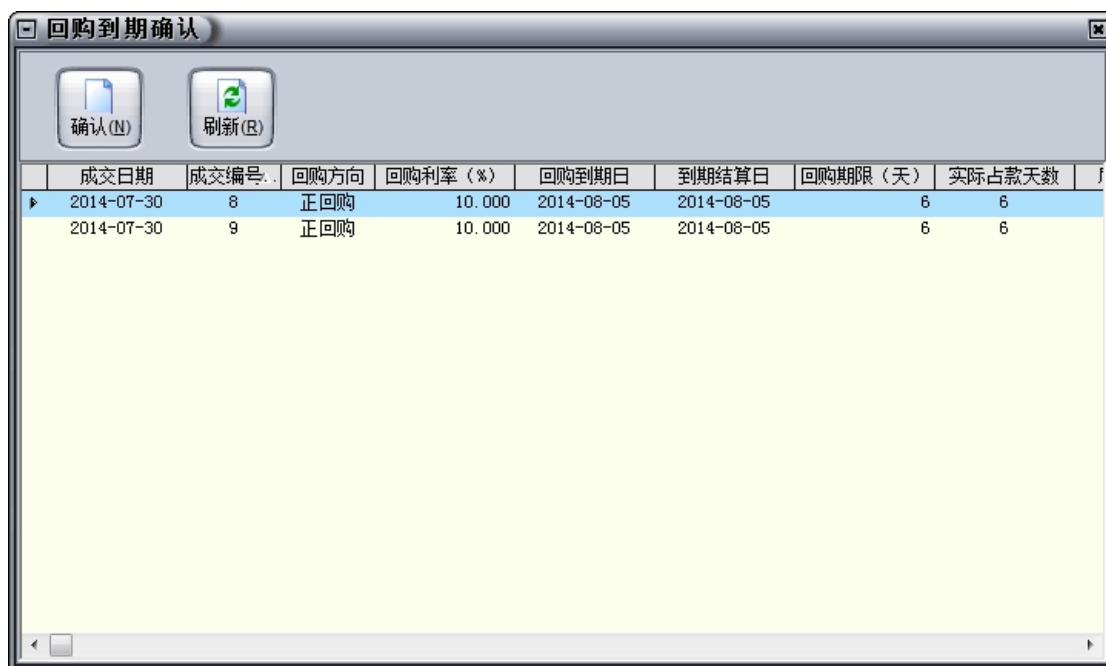 回购到期确认
确认(N) 刷新(R)
成交日期 成交编号.. 回购方向 回购利率（%） 回购到期日 到期结算日 回购期限（天） 实际占款天数
2014-07-30 8 正回购 10.000 2014-08-05 2014-08-05 6 6
2014-07-30 9 正回购 10.000 2014-08-05 2014-08-05 6 6